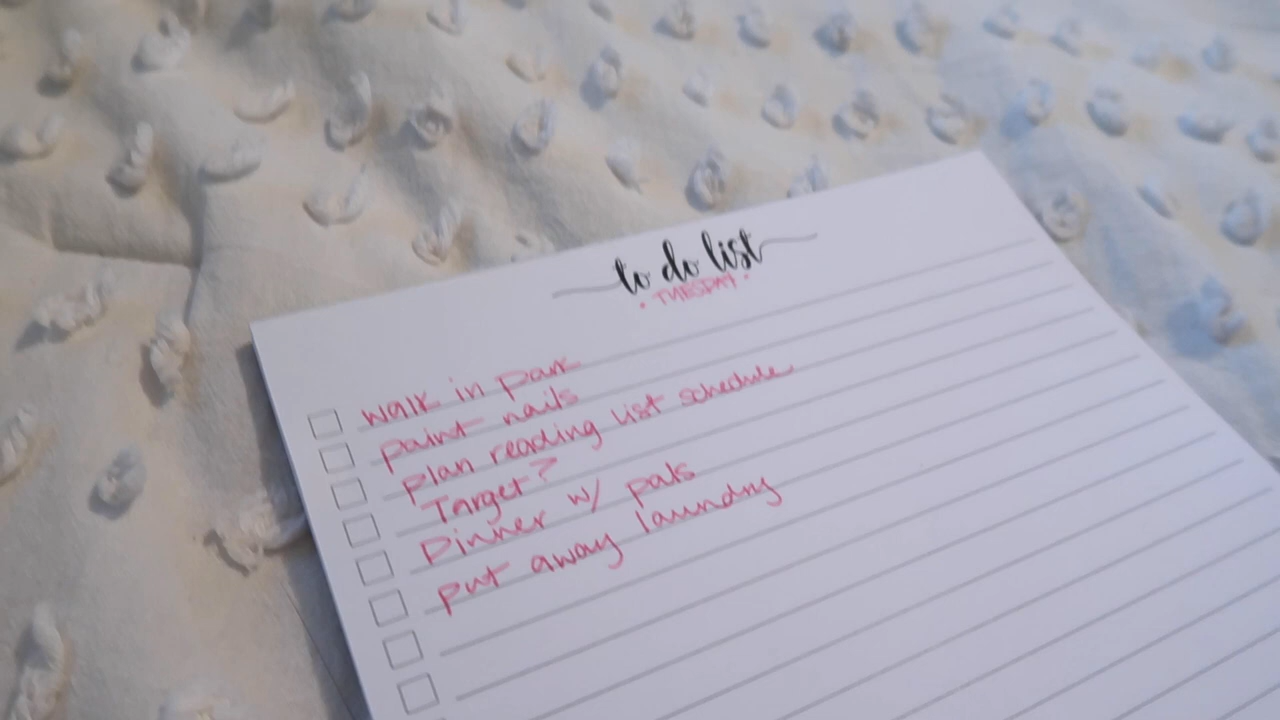 to do list
• TUESDAY •
walk in park
paint nails
plan reading list schedule
Target?
Dinner w/ pals
put away laundry